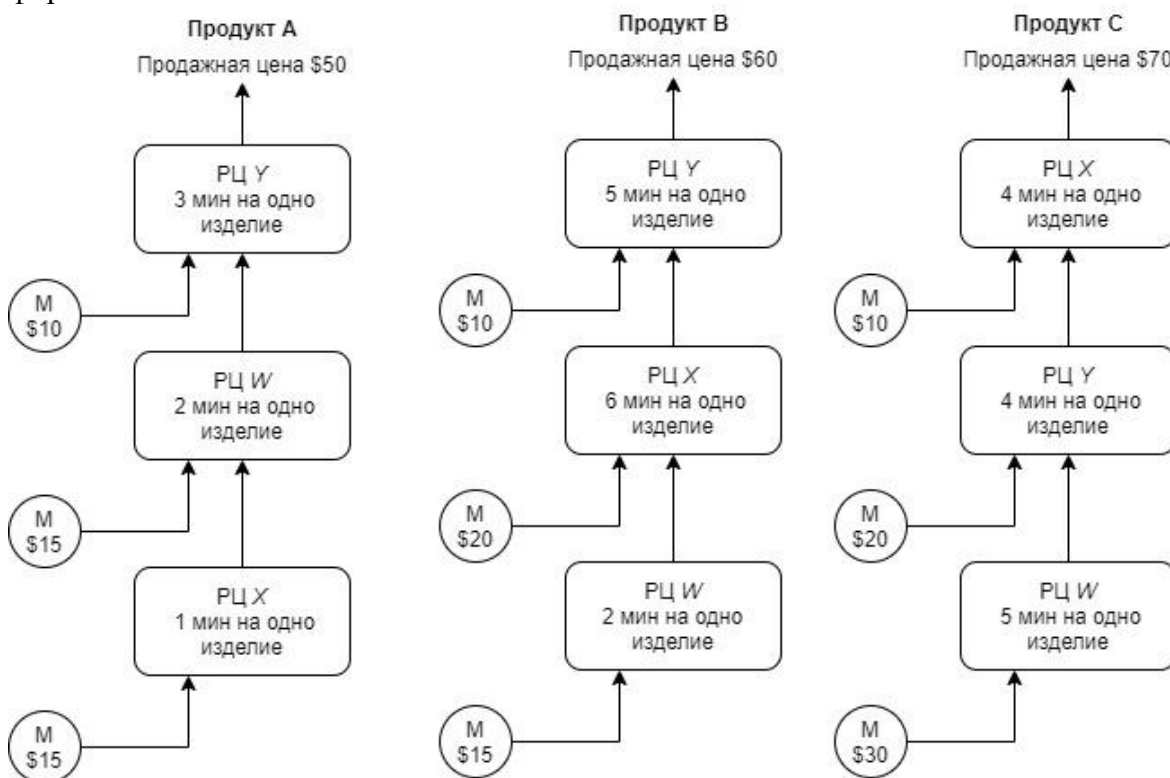 Продукт A
Продажная цена $50
РЦ Y
3 мин на одно
изделие
M
$10
РЦ W
2 мин на одно
изделие
M
$15
РЦ X
1 мин на одно
изделие
M
$15
Продукт B
Продажная цена $60
РЦ Y
5 мин на одно
изделие
M
$10
РЦ X
6 мин на одно
изделие
M
$20
РЦ W
2 мин на одно
изделие
M
$15
Продукт C
Продажная цена $70
РЦ X
4 мин на одно
изделие
M
$10
РЦ Y
4 мин на одно
изделие
M
$20
РЦ W
5 мин на одно
изделие
M
$30